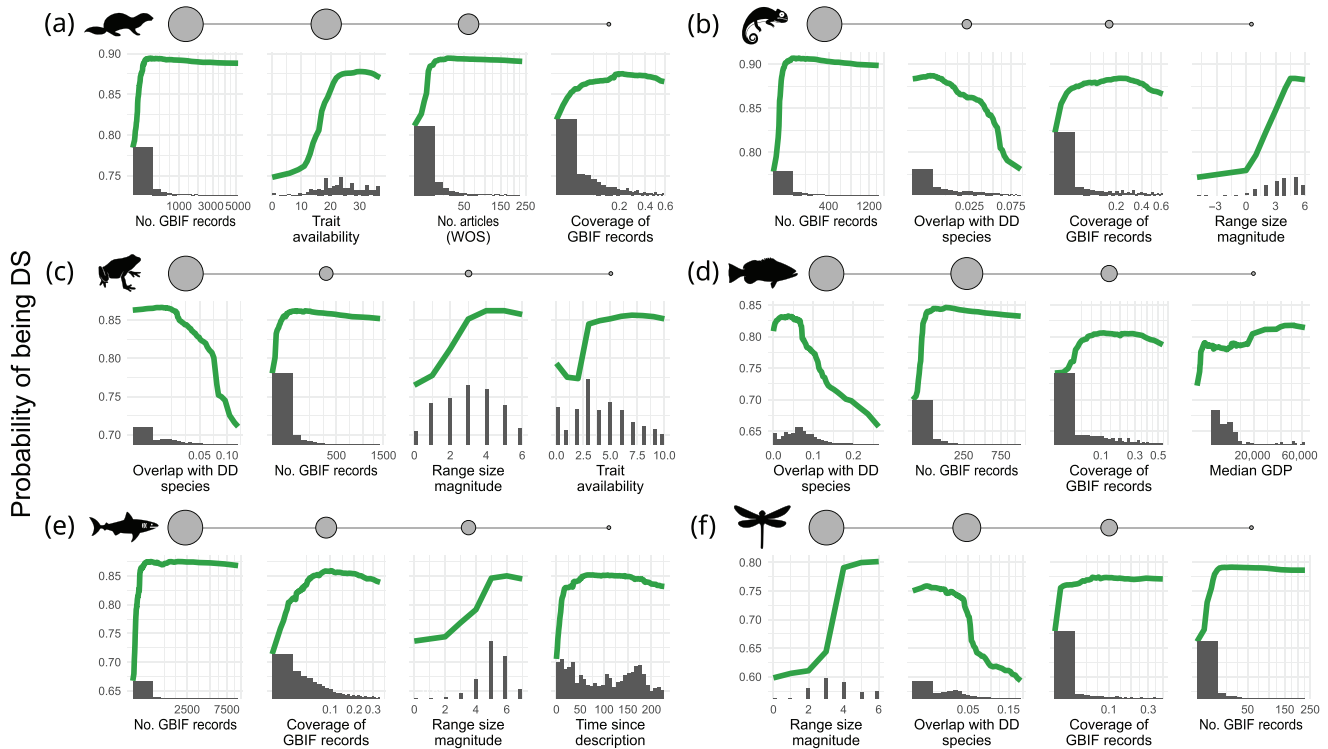 Probability of being DS
(a)
0.90
0.85
0.80
0.75
1000 3000 5000
No. GBIF records
0 10 20 30
Trait
availability
50 150 250
No. articles
(WOS)
0.2 0.4 0.6
Coverage of
GBIF records
(b)
0.90
0.85
0.80
400 1200
No. GBIF records
0.025 0.075
Overlap with DD
species
0.2 0.4 0.6
Coverage of
GBIF records
−3 0 3 6
Range size
magnitude
(c)
0.85
0.80
0.75
0.70
0.05 0.10
Overlap with DD
species
500 1500
No. GBIF records
0 2 4 6
Range size
magnitude
0.0 2.5 5.0 7.5 10.0
Trait
availability
(d)
0.85
0.80
0.75
0.70
0.65
0.0 0.1 0.2
Overlap with DD
species
250 750
No. GBIF records
0.1 0.3 0.5
Coverage of
GBIF records
20,000 60,000
Median GDP
(e)
0.85
0.80
0.75
0.70
0.65
2500 7500
No. GBIF records
0.1 0.2 0.3
Coverage of
GBIF records
0 2 4 6
Range size
magnitude
0 50 100 150 200
Time since
description
(f)
0.80
0.75
0.70
0.65
0.60
0 2 4 6
Range size
magnitude
0.05 0.15
Overlap with DD
species
0.1 0.3
Coverage of
GBIF records
50 150 250
No. GBIF records